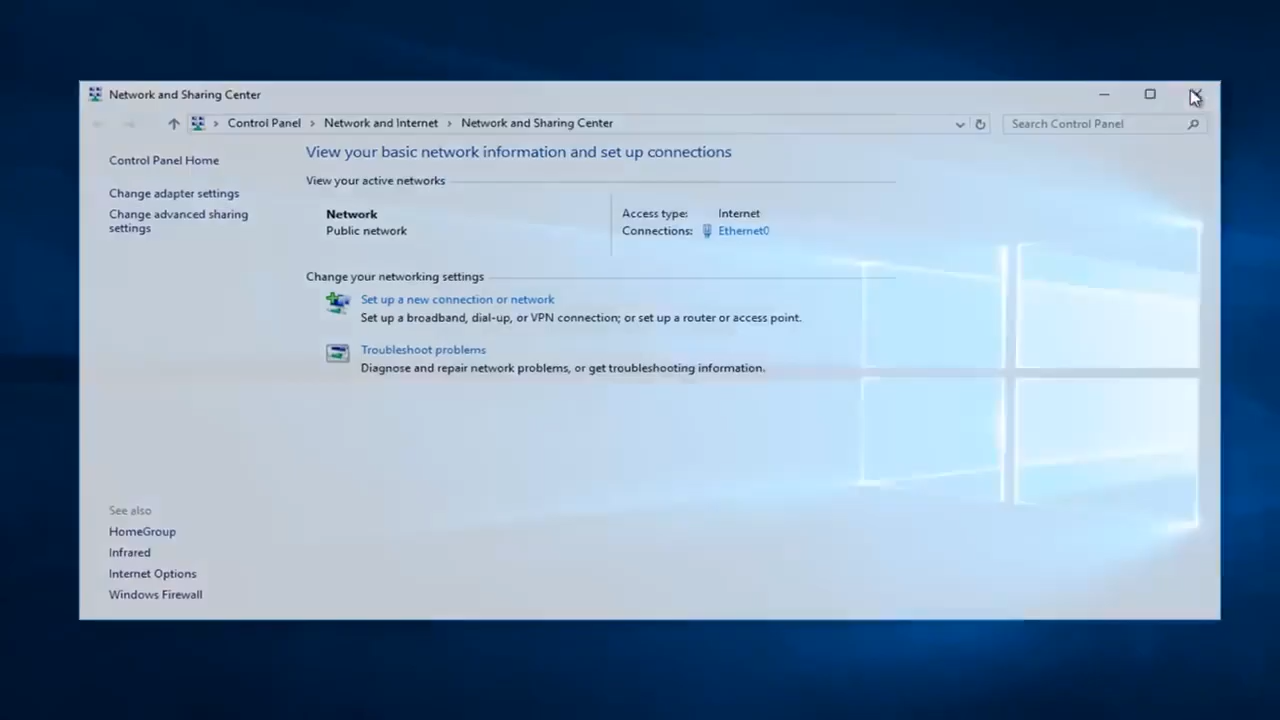 Network and Sharing Center
Control Panel > Network and Internet > Network and Sharing Center
Search Control Panel
Control Panel Home
Change adapter settings
Change advanced sharing
settings
View your basic network information and set up connections
View your active networks
Network
Public network
Access type: Internet
Connections: Ethernet0
Change your networking settings
Set up a new connection or network
Set up a broadband, dial-up, or VPN connection; or set up a router or access point.
Troubleshoot problems
Diagnose and repair network problems, or get troubleshooting information.
See also
HomeGroup
Infrared
Internet Options
Windows Firewall